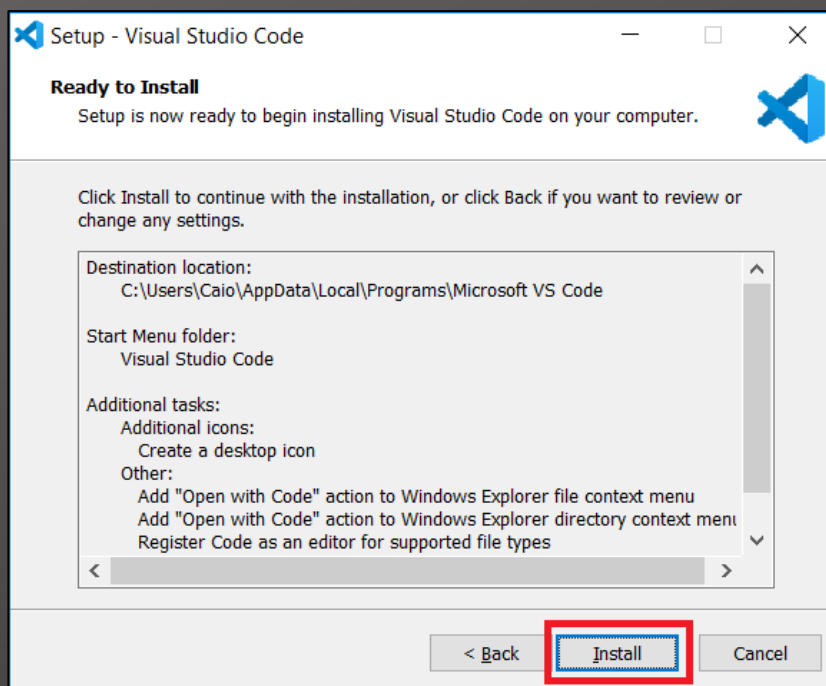 Setup - Visual Studio Code
Ready to Install
Setup is now ready to begin installing Visual Studio Code on your computer.
Click Install to continue with the installation, or click Back if you want to review or
change any settings.
Destination location:
C:\Users\Caio\AppData\Local\Programs\Microsoft VS Code
Start Menu folder:
Visual Studio Code
Additional tasks:
Additional icons:
Create a desktop icon
Other:
Add "Open with Code" action to Windows Explorer file context menu
Add "Open with Code" action to Windows Explorer directory context menu
Register Code as an editor for supported file types
< Back
Install
Cancel